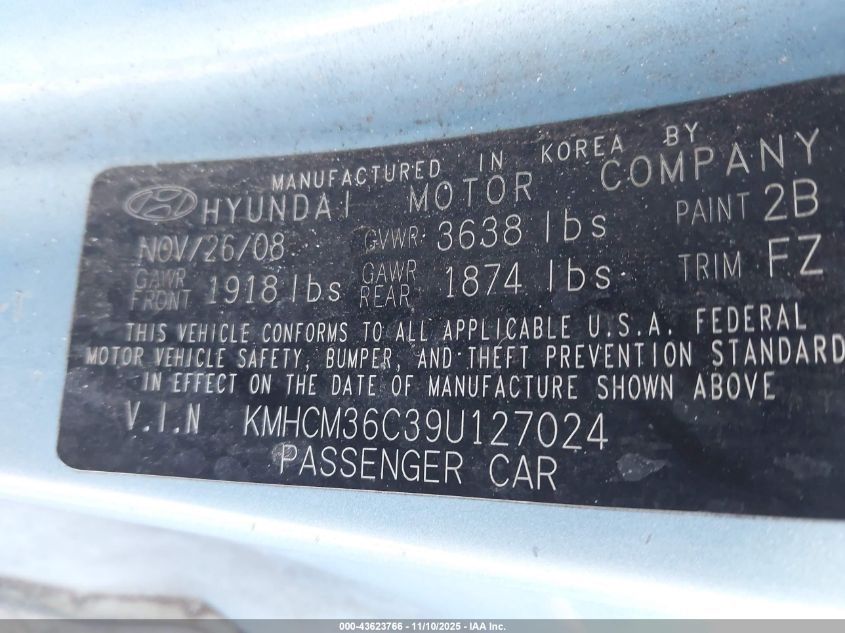 MANUFACTURED IN KOREA BY
HYUNDAI MOTOR COMPANY
NOV/26/08 GVWR: 3638 lbs PAINT 2B
GAWR FRONT 1918 lbs GAWR REAR 1874 lbs TRIM FZ
THIS VEHICLE CONFORMS TO ALL APPLICABLE U.S.A. FEDERAL
MOTOR VEHICLE SAFETY, BUMPER, AND THEFT PREVENTION STANDARD
IN EFFECT ON THE DATE OF MANUFACTURE SHOWN ABOVE
V.I.N KMHCM36C39U127024
PASSENGER CAR
000-43623766 - 11/10/2025 - IAA Inc.